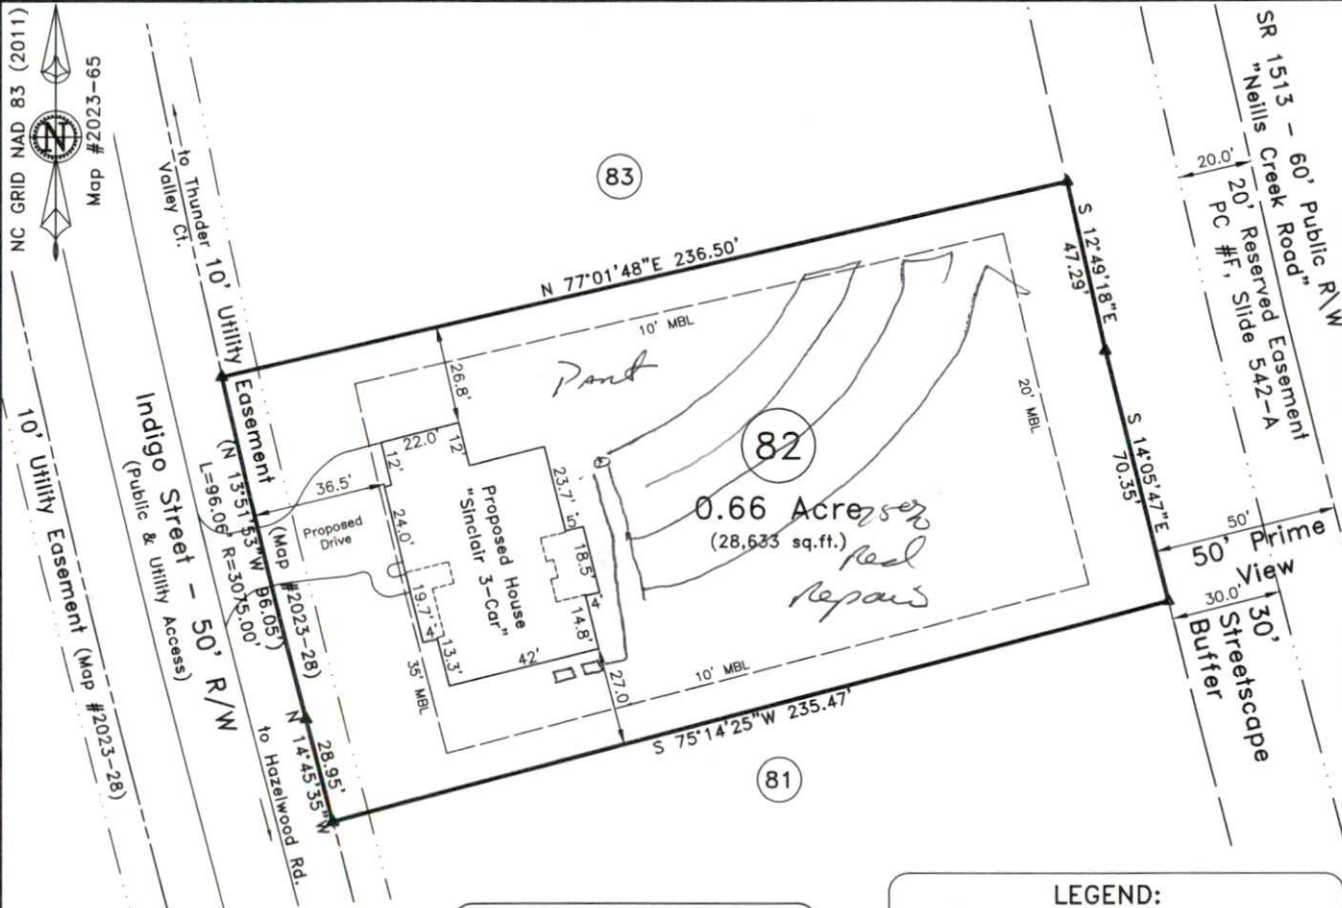 NC GRID NAD 83 (2011)
N
Map #2023-65
to Thunder
Valley Ct.
10' Utility Easement
(Map #2023-28)
10' Utility Easement (Map #2023-28)
Indigo Street - 50' R/W
(Public & Utility Access)
(N 13°51'53"W 96.05')
L=96.06' R=3075.00'
N 14°45'35"W
28.95'
to Hazelwood Rd.
83
N 77°01'48"E 236.50'
10' MBL
26.8'
22.0'
12'
12'
36.5'
Proposed
Drive
24.0'
19.7'
4'
13.3'
35' MBL
Proposed House
"Sinclair 3-Car"
23.7'
5'
18.5'
4'
14.8'
42'
27.0'
82
0.66 Acre
(28,633 sq.ft.)
25%
Red
Repair
20' MBL
10' MBL
S 75°14'25"W 235.47'
81
S 12°49'18"E
47.29'
S 14°05'47"E
70.35'
SR 1513 - 60' Public R\W
"Neills Creek Road"
20.0'
20' Reserved Easement
PC #F, Slide 542-A
50'
50' Prime
View
30.0'
30'
Streetscape
Buffer
LEGEND: